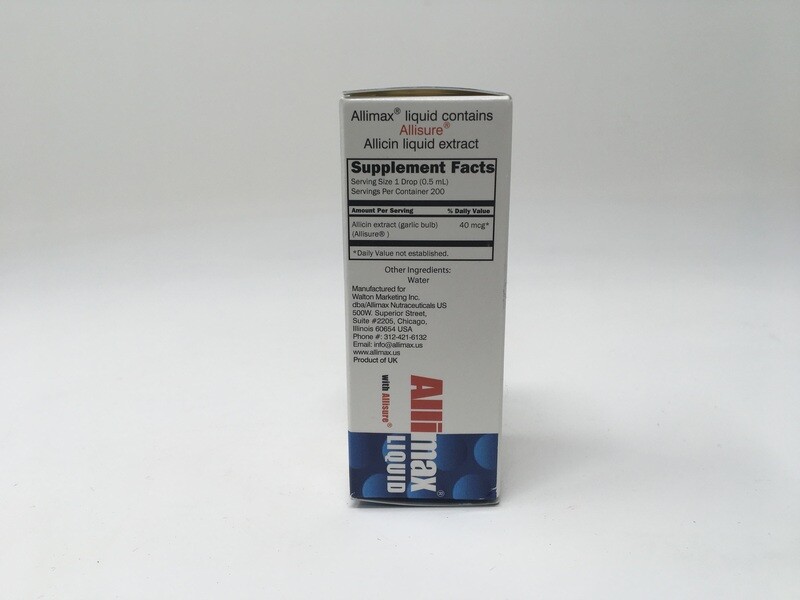 Allimax® liquid contains
Allisure®
Allicin liquid extract
Supplement Facts
Serving Size 1 Drop (0.5 mL)
Servings Per Container 200
Amount Per Serving % Daily Value
Allicin extract (garlic bulb) 40 mcg*
(Allisure® )
*Daily Value not established.
Other Ingredients:
Water
Manufactured for
Walton Marketing Inc.
dba/Allimax Nutraceuticals US
500W. Superior Street,
Suite #2205, Chicago,
Illinois 60654 USA
Phone #: 312-421-6132
Email: info@allimax.us
www.allimax.us
Product of UK
Allimax®
LIQUID
with Allisure®